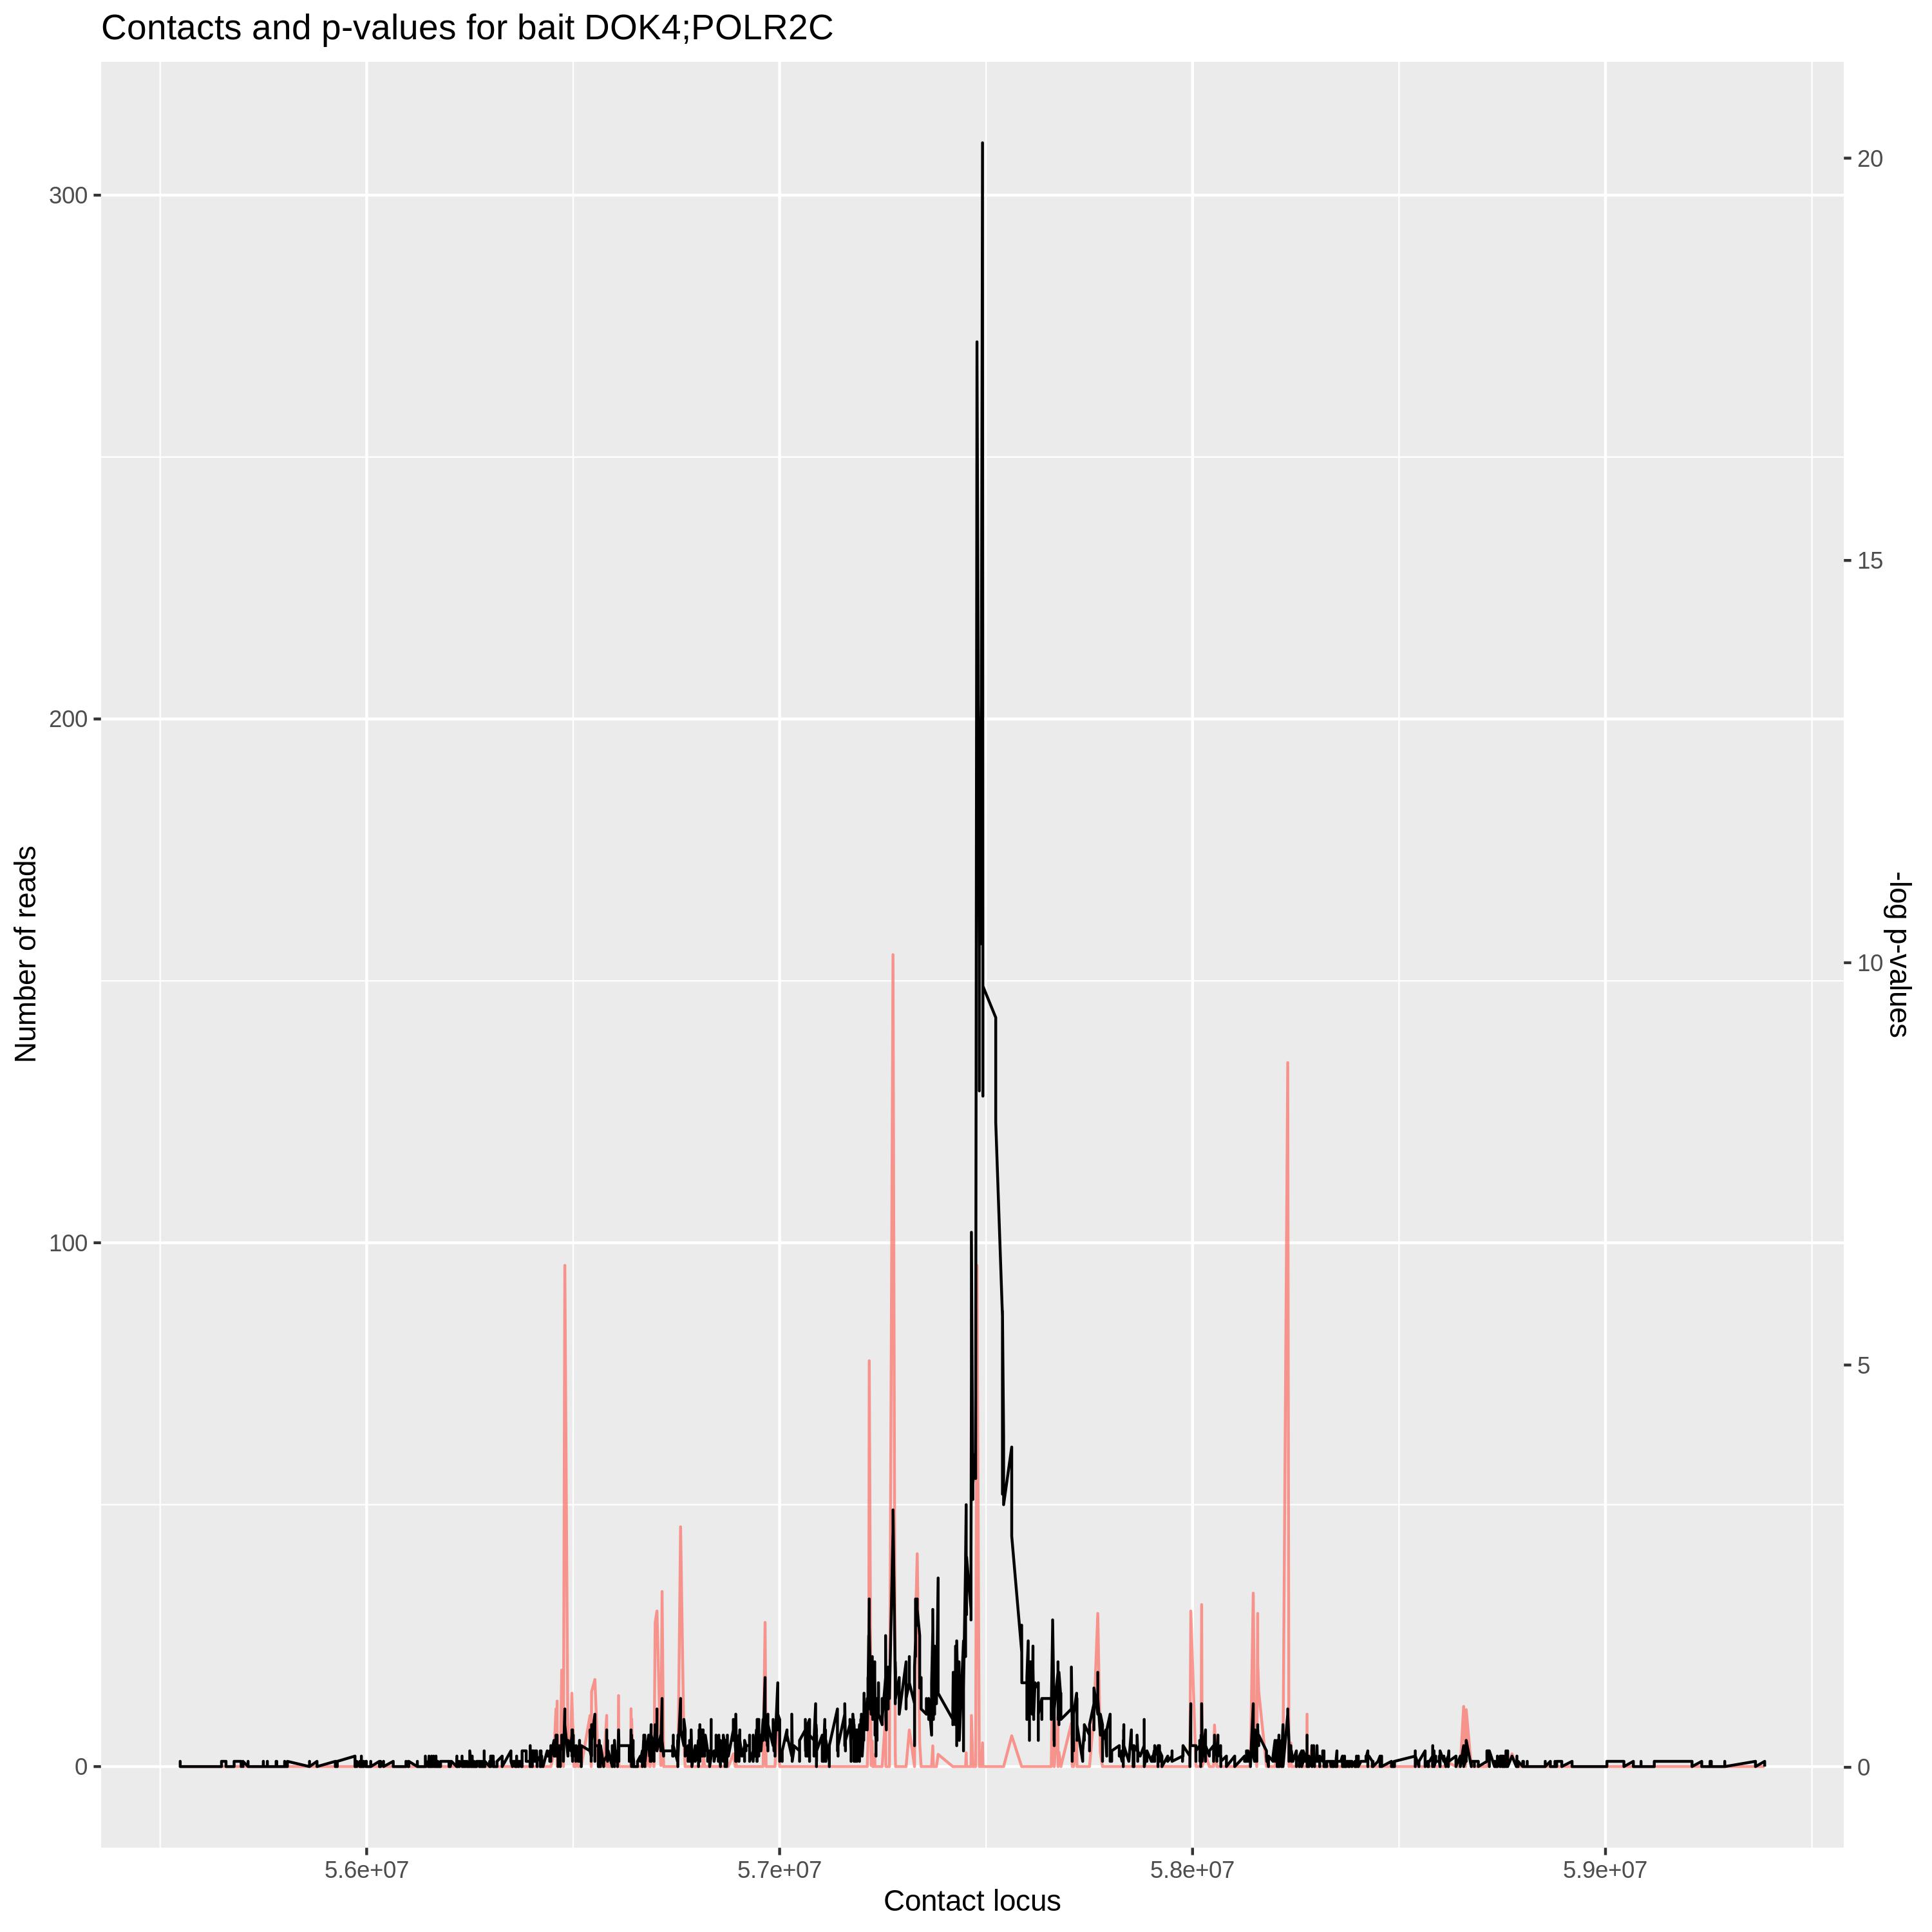 Contacts and p-values for bait DOK4;POLR2C
300
200
100
0
Number of reads
20
15
10
5
0
-log p-values
5.6e+07
5.7e+07
5.8e+07
5.9e+07
Contact locus